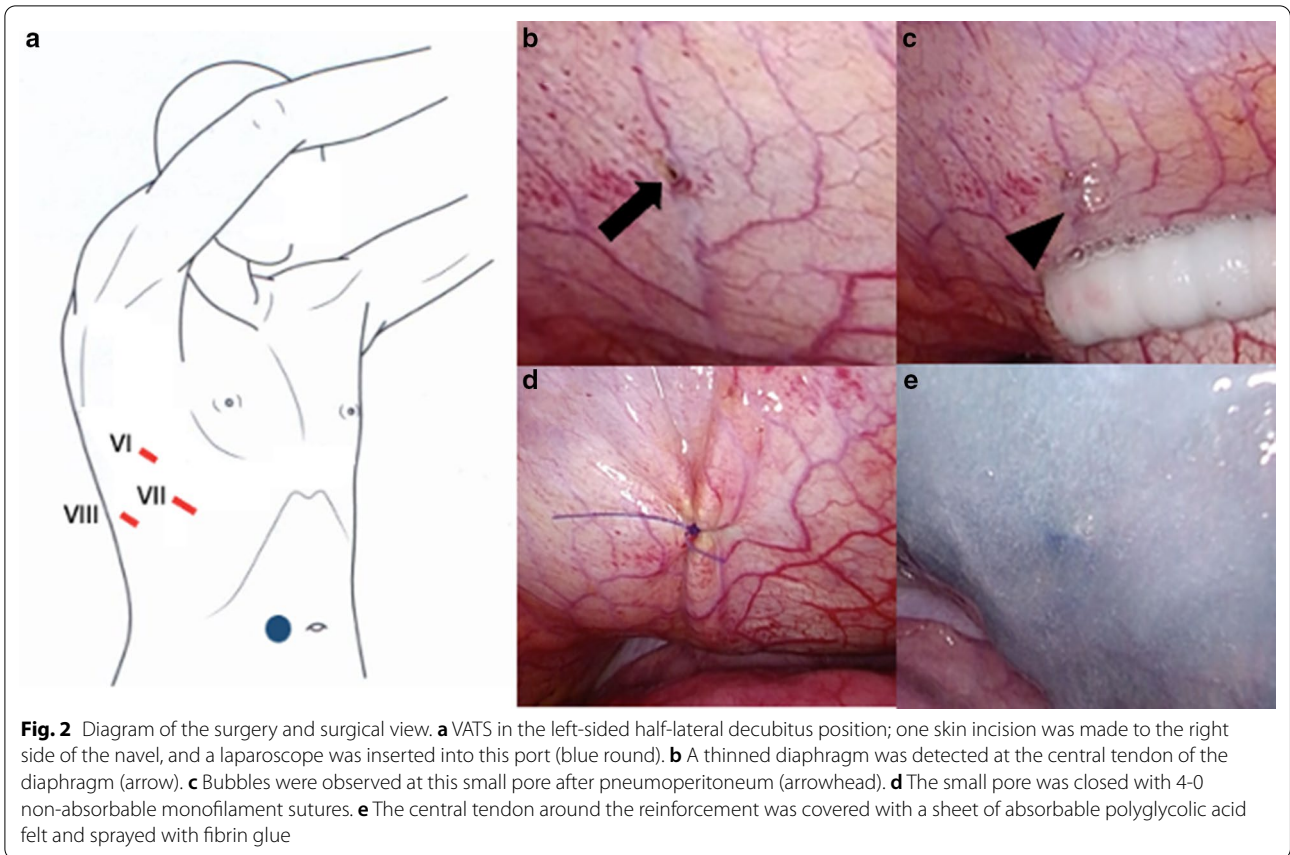 a
b
c
VI
VII
VIII
d
e
Fig. 2 Diagram of the surgery and surgical view. a VATS in the left-sided half-lateral decubitus position; one skin incision was made to the right
side of the navel, and a laparoscope was inserted into this port (blue round). b A thinned diaphragm was detected at the central tendon of the
diaphragm (arrow). c Bubbles were observed at this small pore after pneumoperitoneum (arrowhead). d The small pore was closed with 4-0
non-absorbable monofilament sutures. e The central tendon around the reinforcement was covered with a sheet of absorbable polyglycolic acid
felt and sprayed with fibrin glue